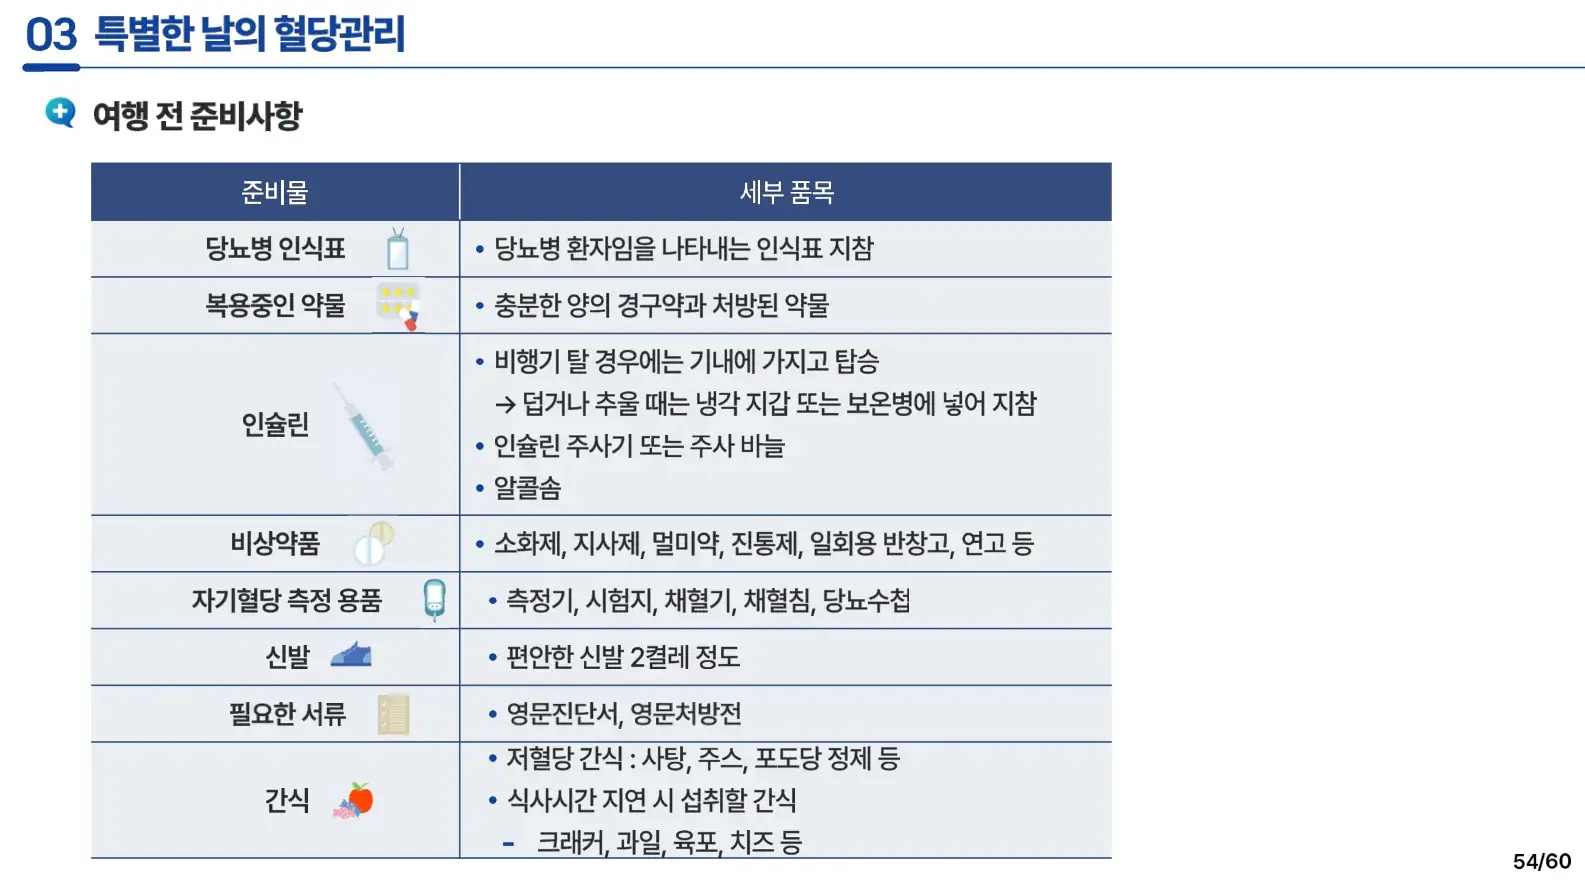 03 특별한 날의 혈당관리
여행 전 준비사항
준비물 세부 품목
당뇨병 인식표 • 당뇨병 환자임을 나타내는 인식표 지참
복용중인 약물 • 충분한 양의 경구약과 처방된 약물
인슐린
• 비행기 탈 경우에는 기내에 가지고 탑승
→ 덥거나 추울 때는 냉각 지갑 또는 보온병에 넣어 지참
• 인슐린 주사기 또는 주사 바늘
• 알콜솜
비상약품 • 소화제, 지사제, 멀미약, 진통제, 일회용 반창고, 연고 등
자기혈당 측정 용품 • 측정기, 시험지, 채혈기, 채혈침, 당뇨수첩
신발 • 편안한 신발 2켤레 정도
필요한 서류 • 영문진단서, 영문처방전
간식
• 저혈당 간식 : 사탕, 주스, 포도당 정제 등
• 식사시간 지연 시 섭취할 간식
- 크래커, 과일, 육포, 치즈 등
54/60